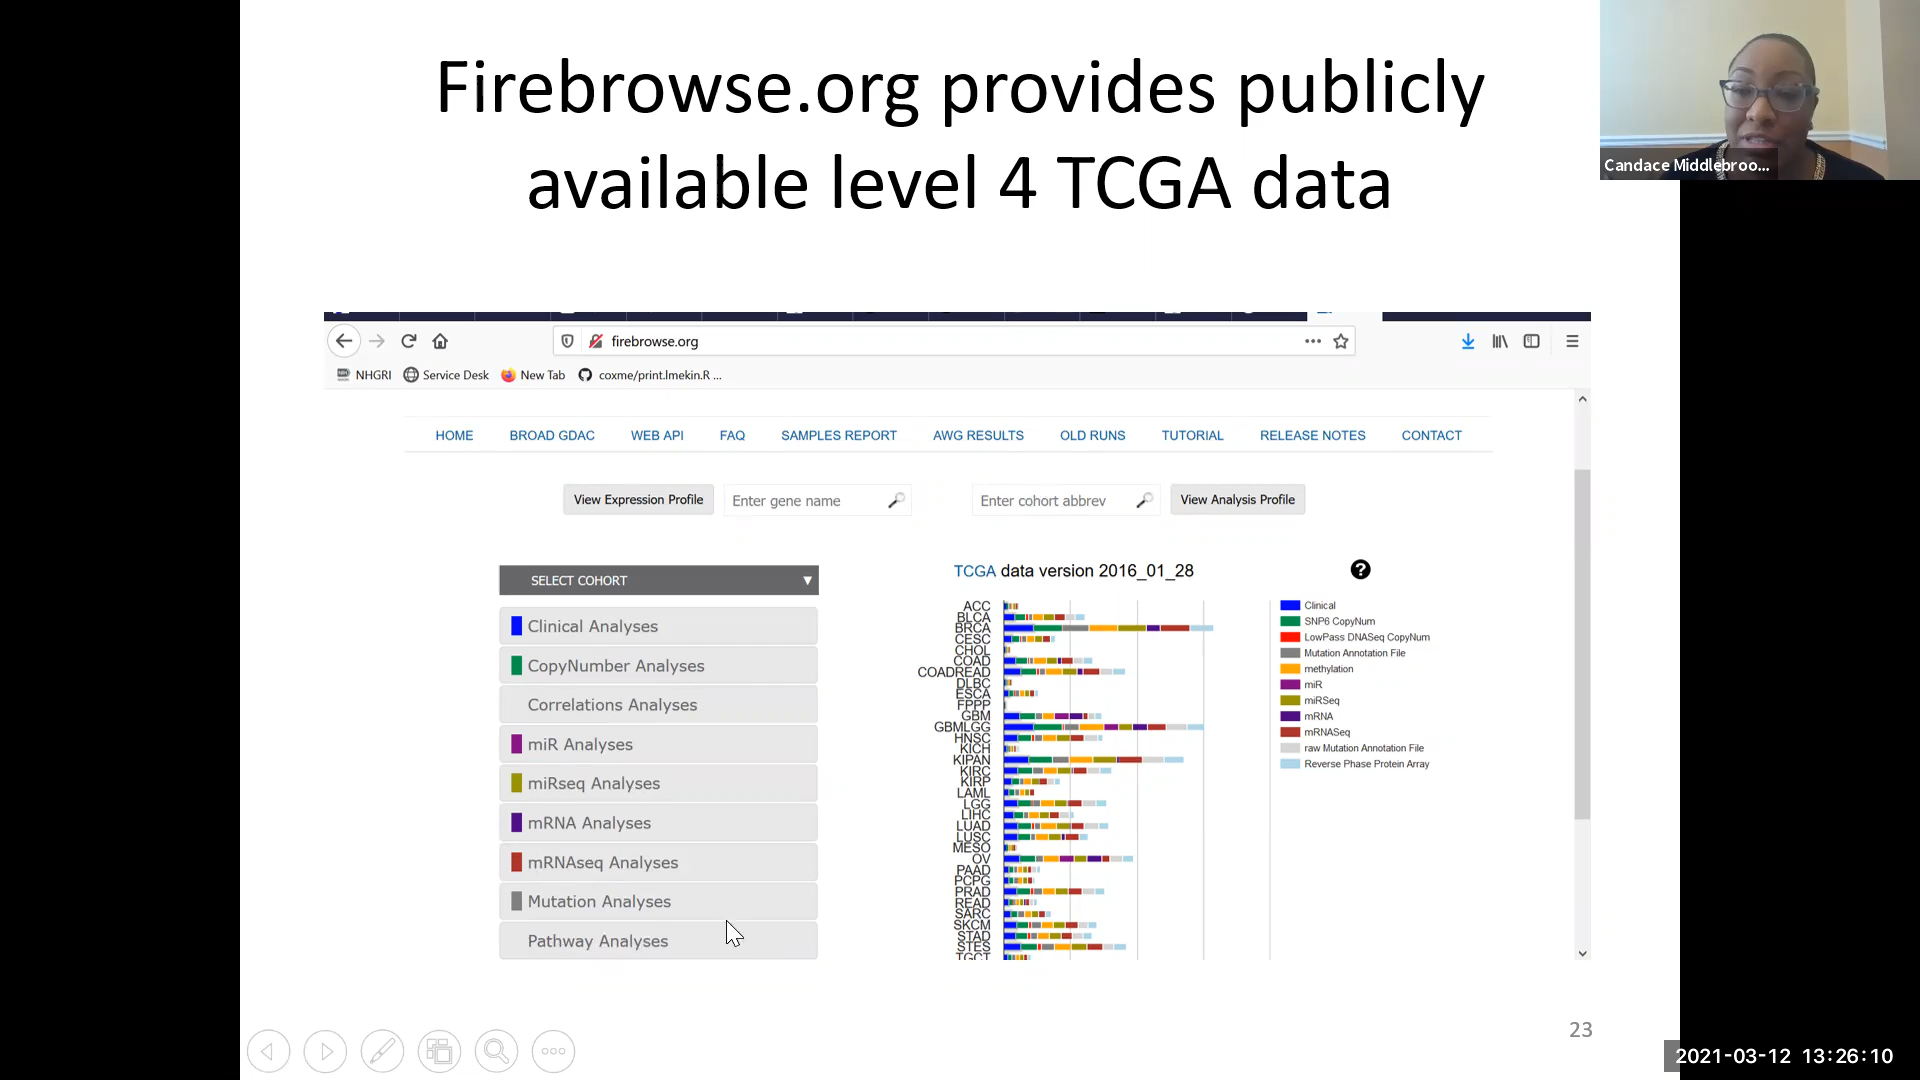 Firebrowse.org provides publicly
available level 4 TCGA data
Candace Middlebroo...
firebrowse.org
NHGRI
Service Desk
New Tab
coxme/print.lmekin.R ...
HOME
BROAD GDAC
WEB API
FAQ
SAMPLES REPORT
AWG RESULTS
OLD RUNS
TUTORIAL
RELEASE NOTES
CONTACT
View Expression Profile
Enter gene name
Enter cohort abbrev
View Analysis Profile
SELECT COHORT
Clinical Analyses
CopyNumber Analyses
Correlations Analyses
miR Analyses
miRseq Analyses
mRNA Analyses
mRNAseq Analyses
Mutation Analyses
Pathway Analyses
TCGA data version 2016_01_28
ACC
BLCA
BRCA
CESC
CHOL
COAD
COADREAD
DLBC
ESCA
FPPP
GBM
GBMLGG
HNSC
KICH
KIPAN
KIRC
KIRP
LAML
LGG
LIHC
LUAD
LUSC
MESO
OV
PAAD
PCPG
PRAD
READ
SARC
SKCM
STAD
STES
TGCT
Clinical
SNP6 CopyNum
LowPass DNASeq CopyNum
Mutation Annotation File
methylation
miR
miRSeq
mRNA
mRNASeq
raw Mutation Annotation File
Reverse Phase Protein Array
23
2021-03-12 13:26:10